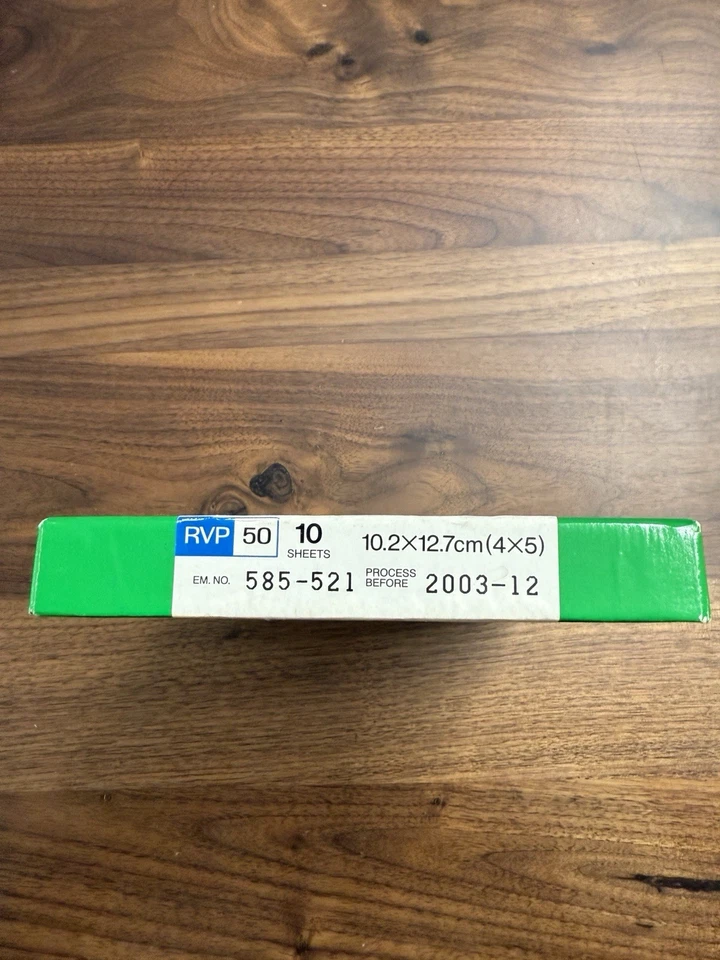 RVP 50 10 SHEETS 10.2×12.7cm(4×5)
EM. NO. 585-521 PROCESS BEFORE 2003-12